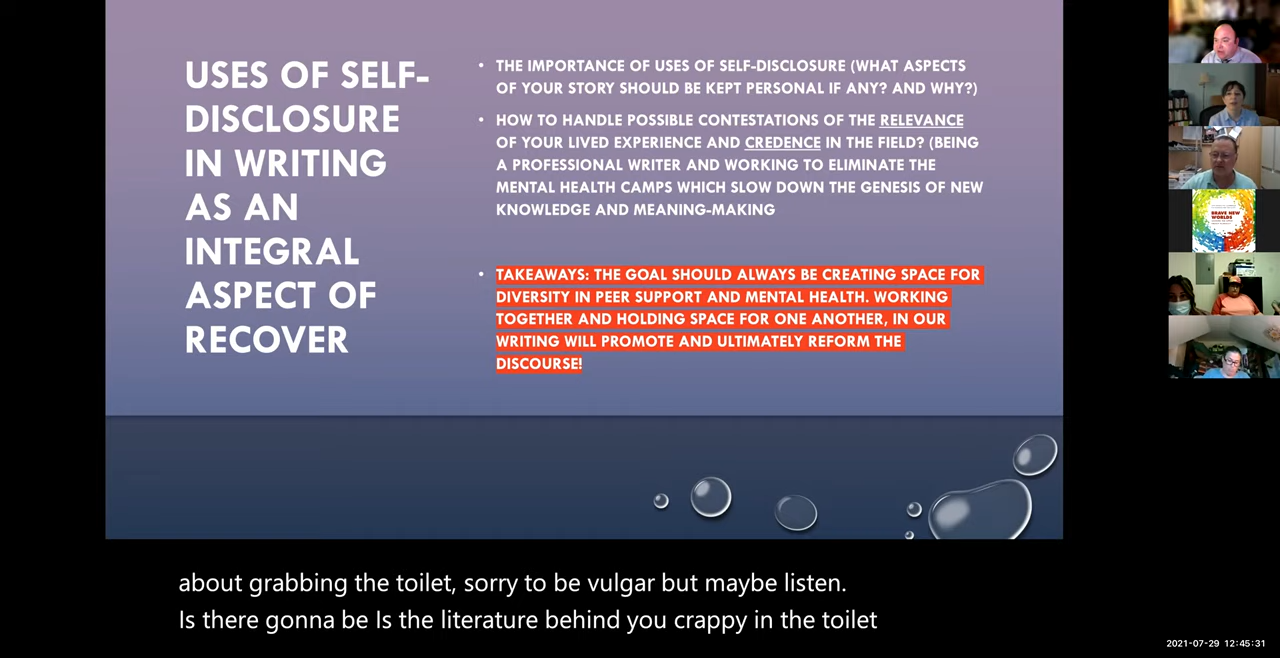 USES OF SELF-
DISCLOSURE
IN WRITING
AS AN
INTEGRAL
ASPECT OF
RECOVER
• THE IMPORTANCE OF USES OF SELF-DISCLOSURE (WHAT ASPECTS
OF YOUR STORY SHOULD BE KEPT PERSONAL IF ANY? AND WHY?)
• HOW TO HANDLE POSSIBLE CONTESTATIONS OF THE RELEVANCE
OF YOUR LIVED EXPERIENCE AND CREDENCE IN THE FIELD? (BEING
A PROFESSIONAL WRITER AND WORKING TO ELIMINATE THE
MENTAL HEALTH CAMPS WHICH SLOW DOWN THE GENESIS OF NEW
KNOWLEDGE AND MEANING-MAKING
• TAKEAWAYS: THE GOAL SHOULD ALWAYS BE CREATING SPACE FOR
DIVERSITY IN PEER SUPPORT AND MENTAL HEALTH. WORKING
TOGETHER AND HOLDING SPACE FOR ONE ANOTHER, IN OUR
WRITING WILL PROMOTE AND ULTIMATELY REFORM THE
DISCOURSE!
BRAVE NEW
WORLDS
about grabbing the toilet, sorry to be vulgar but maybe listen.
Is there gonna be Is the literature behind you crappy in the toilet
2021-07-29 12:45:31